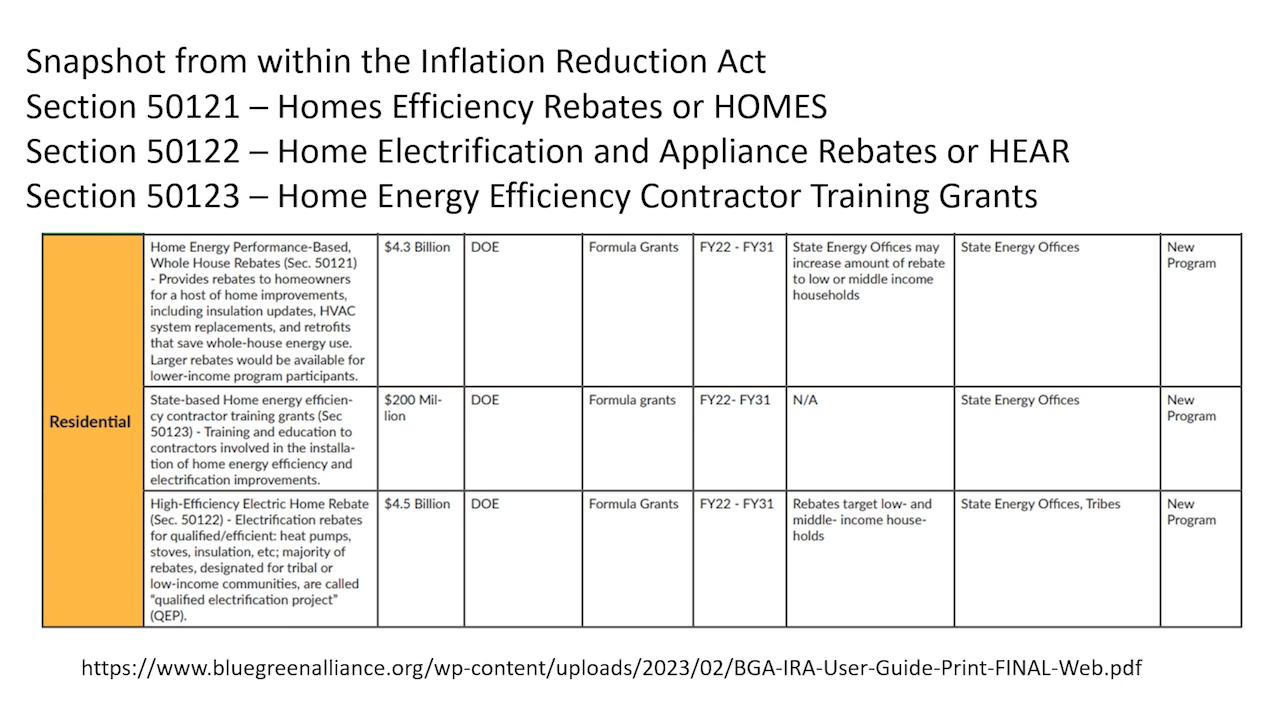 Snapshot from within the Inflation Reduction Act
Section 50121 – Homes Efficiency Rebates or HOMES
Section 50122 – Home Electrification and Appliance Rebates or HEAR
Section 50123 – Home Energy Efficiency Contractor Training Grants
Residential
Home Energy Performance-Based,
Whole House Rebates (Sec. 50121)
- Provides rebates to homeowners
for a host of home improvements,
including insulation updates, HVAC
system replacements, and retrofits
that save whole-house energy use.
Larger rebates would be available for
lower-income program participants.
$4.3 Billion
DOE
Formula Grants
FY22 - FY31
State Energy Offices may
increase amount of rebate
to low or middle income
households
State Energy Offices
New
Program
State-based Home energy efficien-
cy contractor training grants (Sec
50123) - Training and education to
contractors involved in the installa-
tion of home energy efficiency and
electrification improvements.
$200 Mil-
lion
DOE
Formula grants
FY22- FY31
N/A
State Energy Offices
New
Program
High-Efficiency Electric Home Rebate
(Sec. 50122) - Electrification rebates
for qualified/efficient: heat pumps,
stoves, insulation, etc; majority of
rebates, designated for tribal or
low-income communities, are called
"qualified electrification project"
(QEP).
$4.5 Billion
DOE
Formula Grants
FY22 - FY31
Rebates target low- and
middle- income house-
holds
State Energy Offices, Tribes
New
Program
https://www.bluegreenalliance.org/wp-content/uploads/2023/02/BGA-IRA-User-Guide-Print-FINAL-Web.pdf